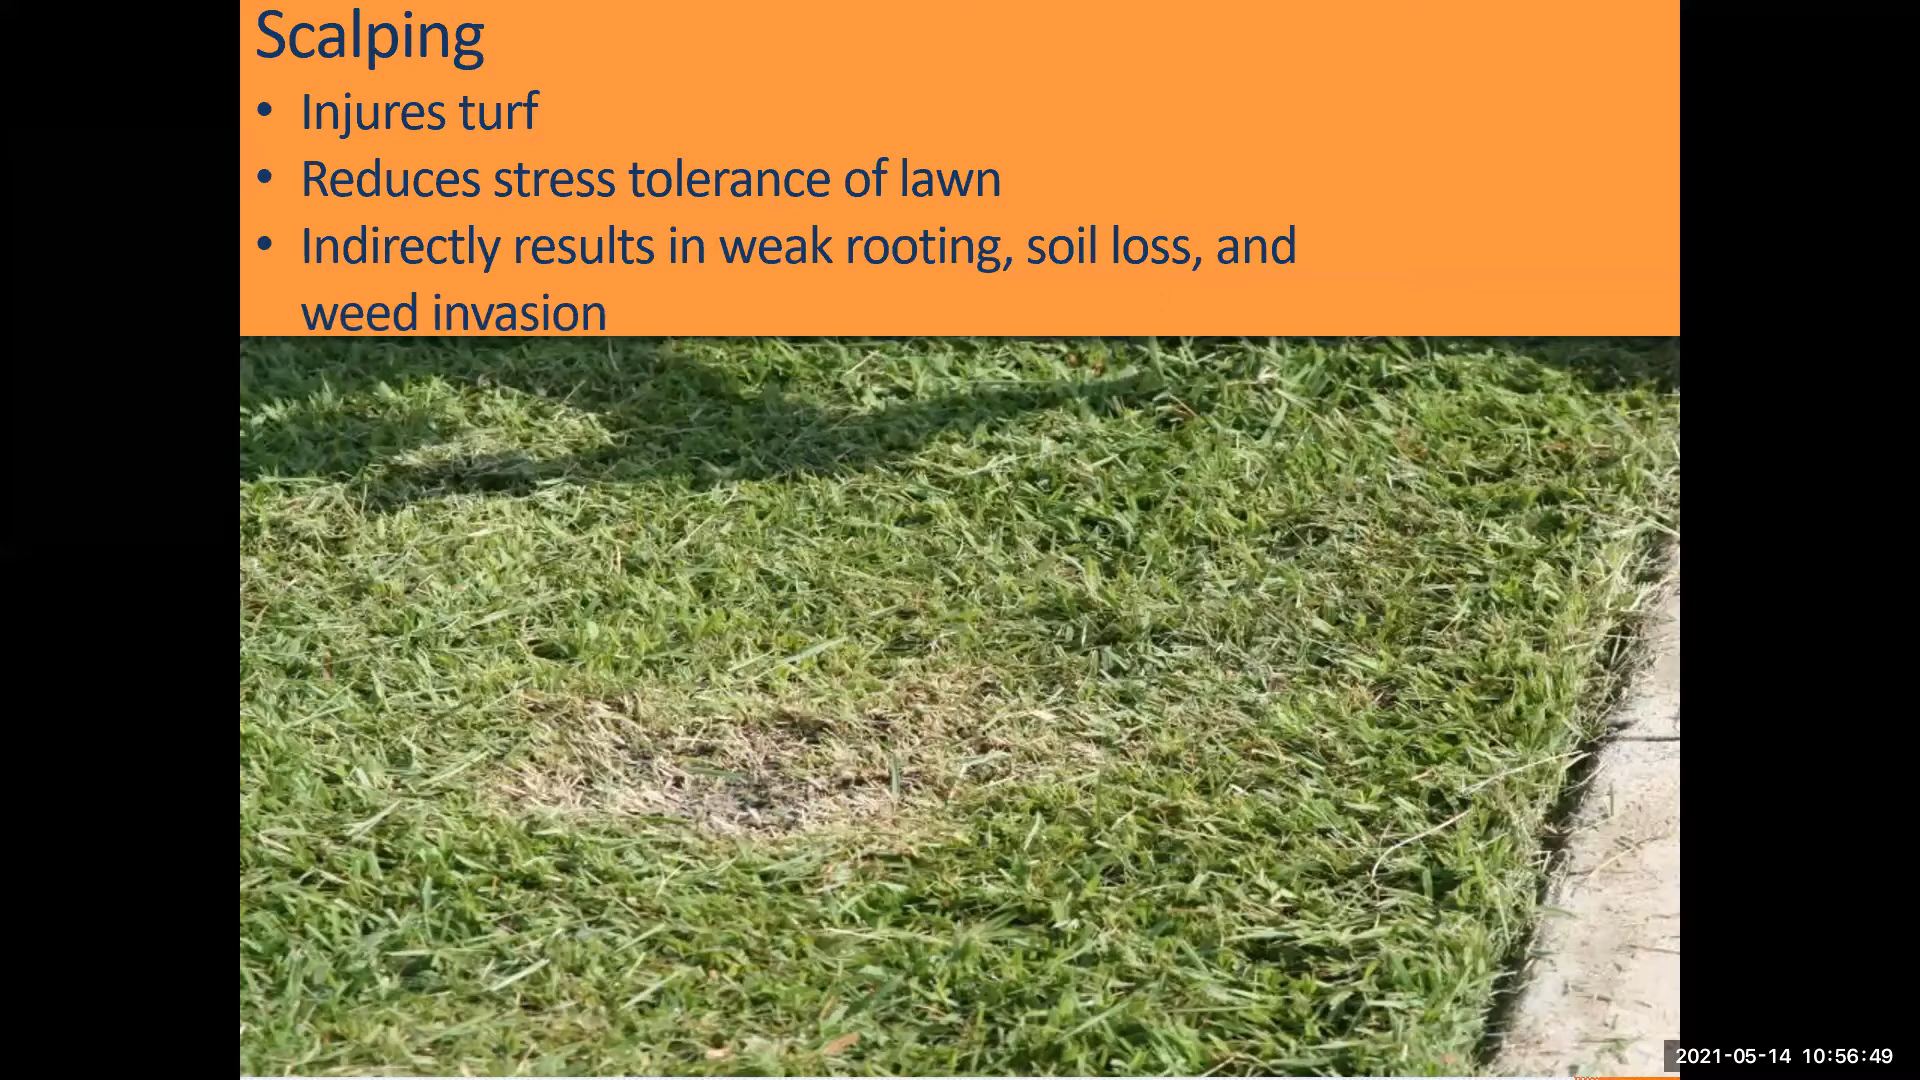 Scalping
• Injures turf
• Reduces stress tolerance of lawn
• Indirectly results in weak rooting, soil loss, and
weed invasion
2021-05-14 10:56:49